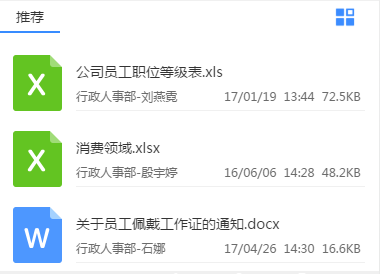 推荐
公司员工职位等级表.xls
行政人事部-刘燕霓 17/01/19 13:44 72.5KB
消费领域.xlsx
行政人事部-殷宇婷 16/06/06 14:28 48.2KB
关于员工佩戴工作证的通知.docx
行政人事部-石娜 17/04/26 14:30 16.6KB
X
X
W